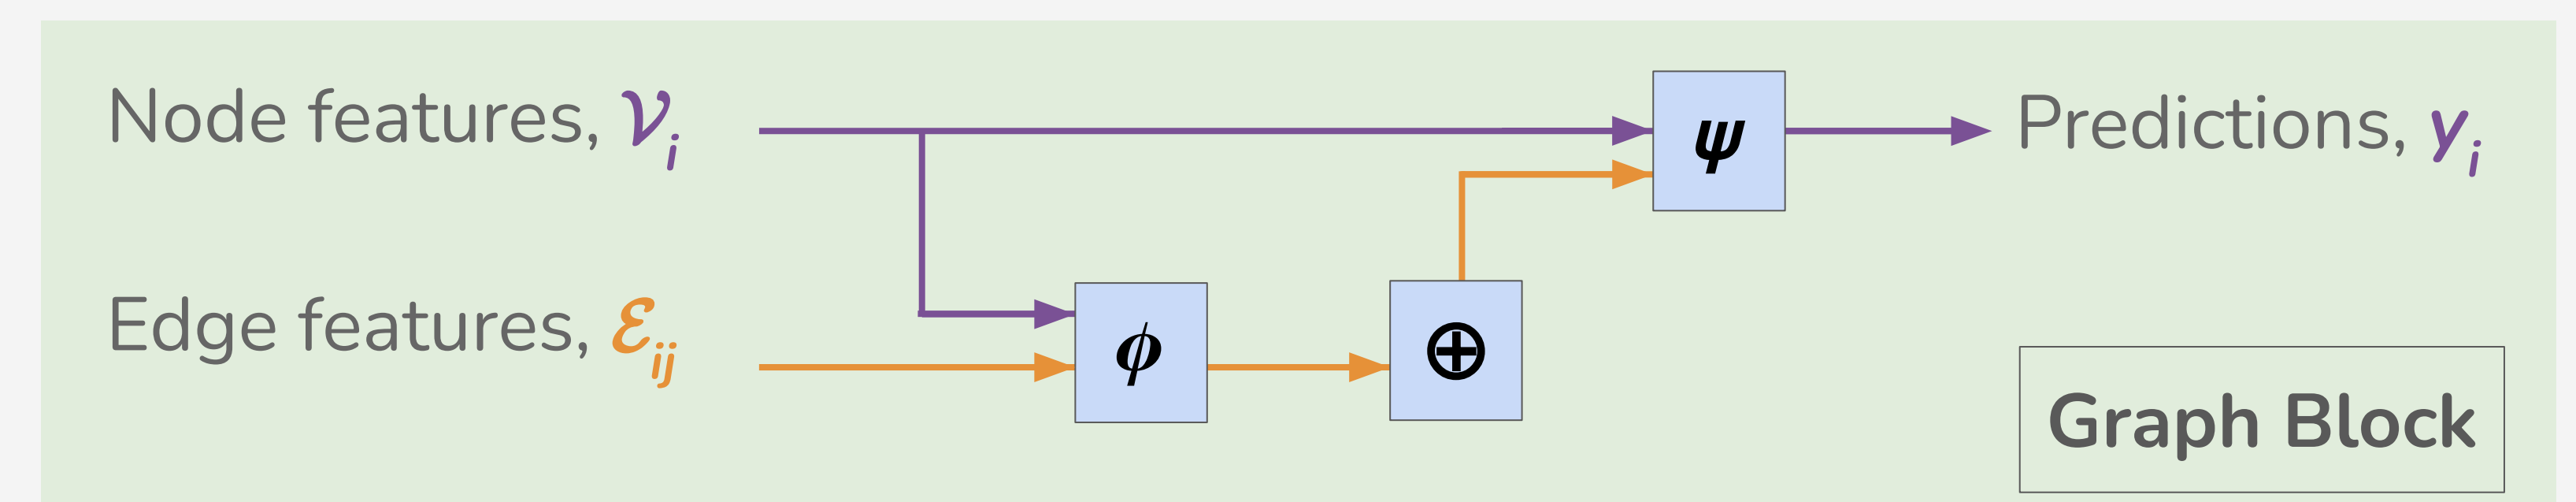 Node features, 𝒱i
ψ
Predictions, yi
Edge features, ℰij
ϕ
⊕
Graph Block